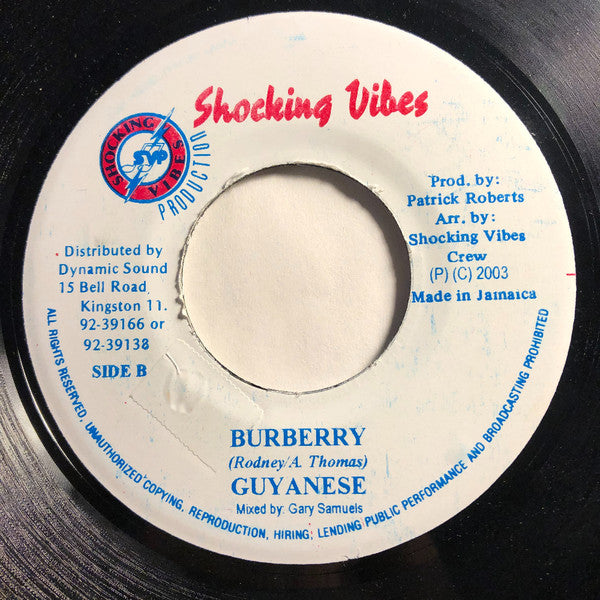 Shocking Vibes
SHOCKING VIBES
SVP
PRODUCTION
Prod. by:
Patrick Roberts
Arr. by:
Shocking Vibes
Crew
(P) (C) 2003
Made in Jamaica
Distributed by
Dynamic Sound
15 Bell Road,
Kingston 11.
92-39166 or
92-39138
SIDE B
BURBERRY
(Rodney/A. Thomas)
GUYANESE
Mixed by: Gary Samuels
ALL RIGHTS RESERVED, UNAUTHORIZED COPYING, REPRODUCTION, HIRING; LENDING PUBLIC PERFORMANCE AND BROADCASTING PROHIBITED